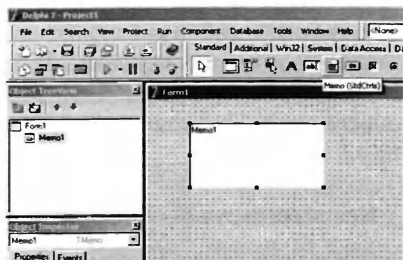 Delphi 7 - Project1
File Edit Search View Project Run Component Database Tools Window Help <None>
Standard Additional Win32 System Data Access
Memo (StdCtrls)
Object TreeView
Form1
Form1
Memo1
Memo1
Object Inspector
Memo1 TMemo
Properties Events